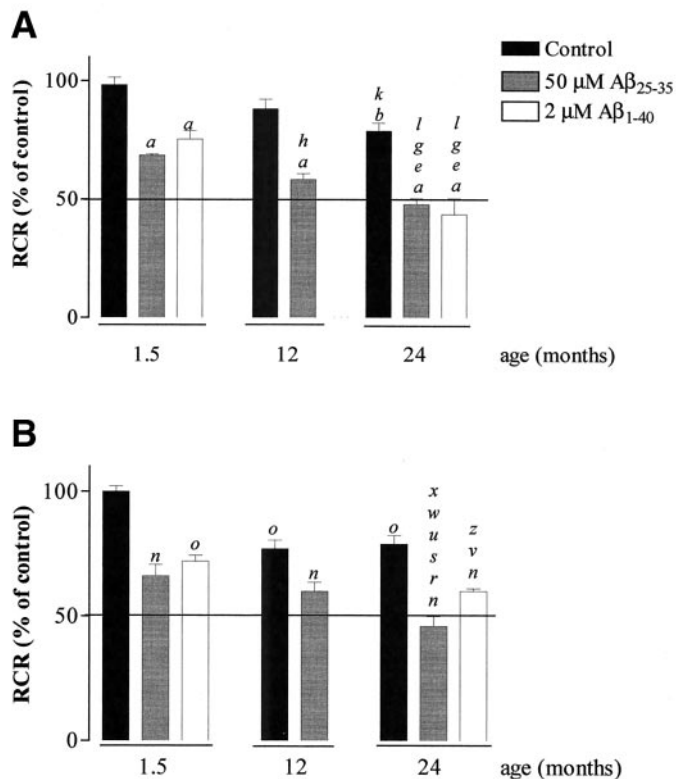 A
Control
50 μM Aβ25-35
2 μM Aβ1-40
RCR (% of control)
100
50
0
a
a
h
a
k
b
l
g
e
a
l
g
e
a
1.5
12
24
age (months)
B
RCR (% of control)
100
50
0
n
o
o
n
o
x
w
u
s
r
n
z
v
n
1.5
12
24
age (months)